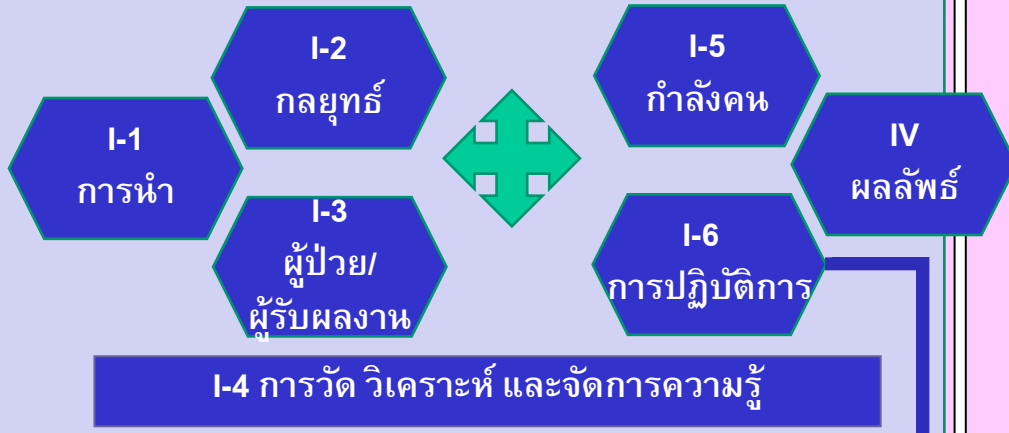 I-1
การนำ
I-2
กลยุทธ์
I-3
ผู้ป่วย/
ผู้รับผลงาน
I-5
กำลังคน
I-6
การปฏิบัติการ
IV
ผลลัพธ์
I-4 การวัด วิเคราะห์ และจัดการความรู้